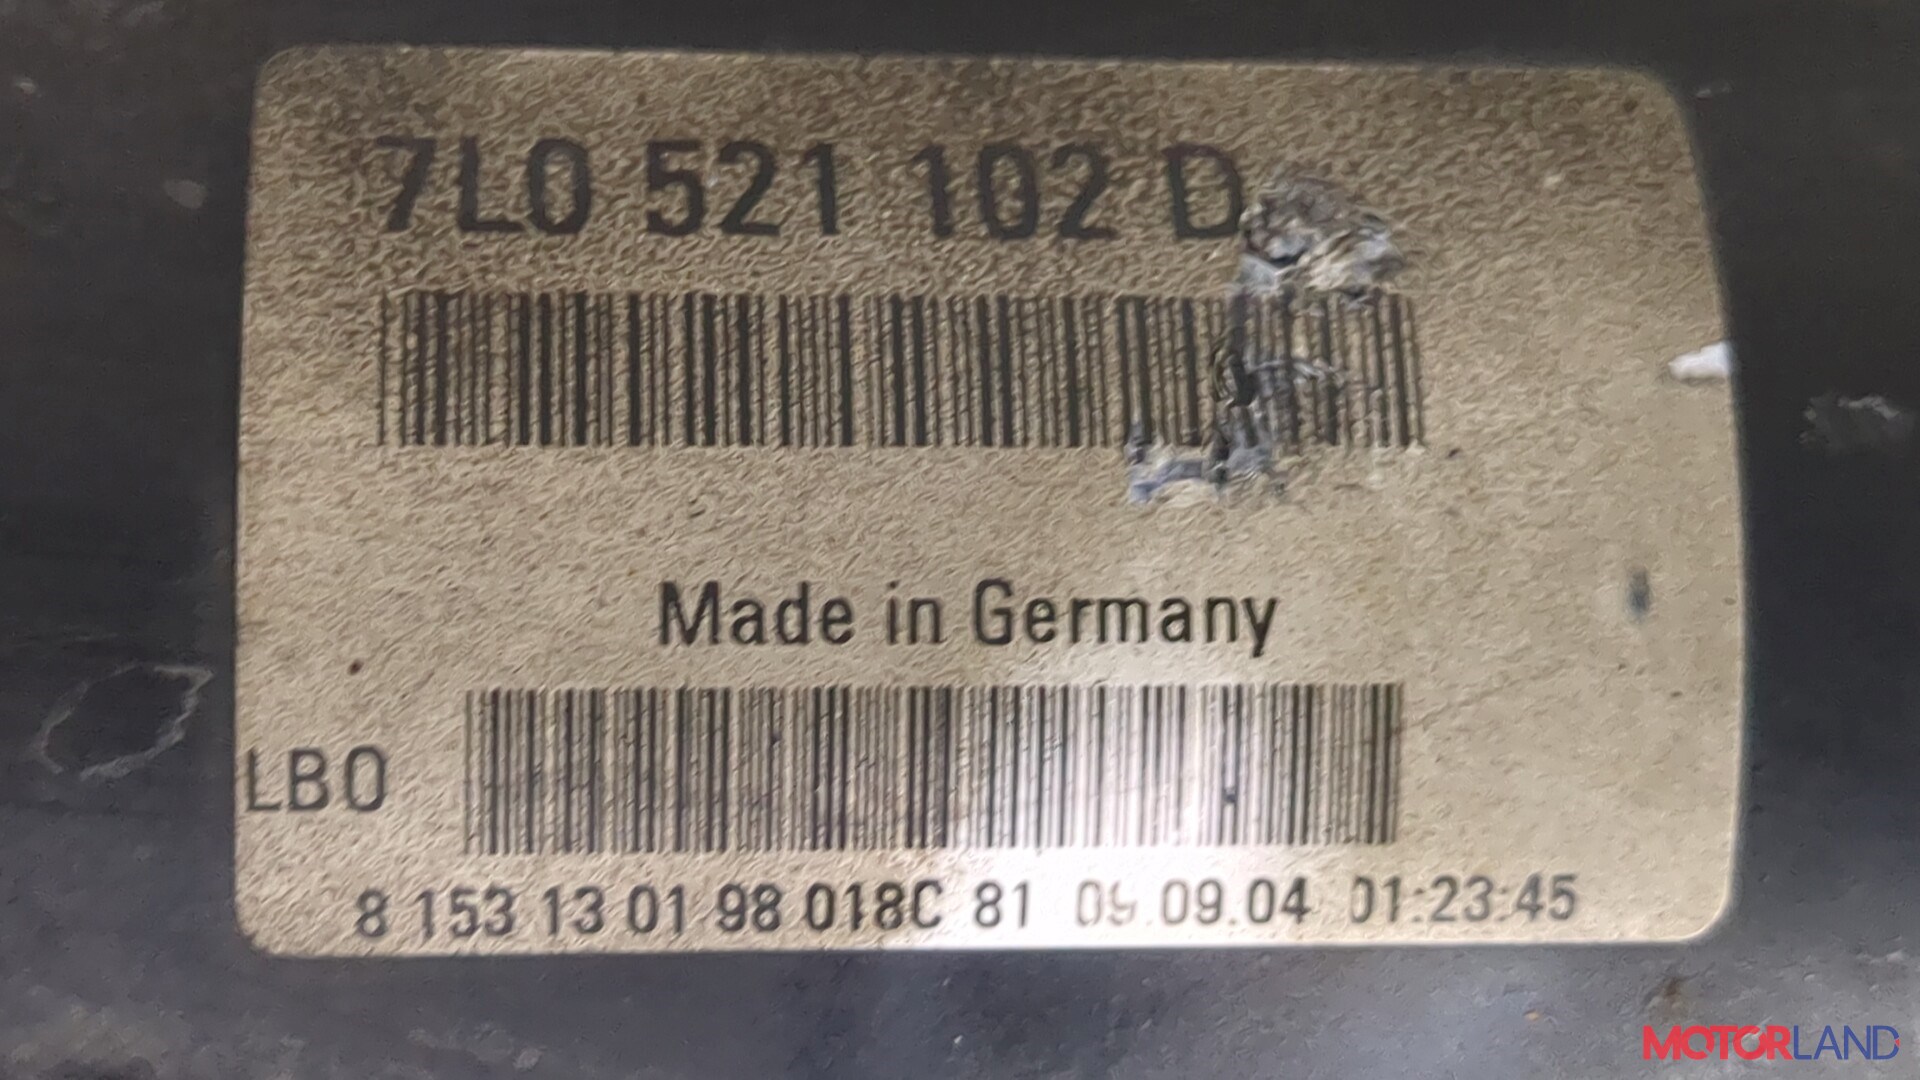 7L0 521 102 D
Made in Germany
LB0
8 153 13 01 98 018C 81 09.09.04 01:23:45
MOTORLAND